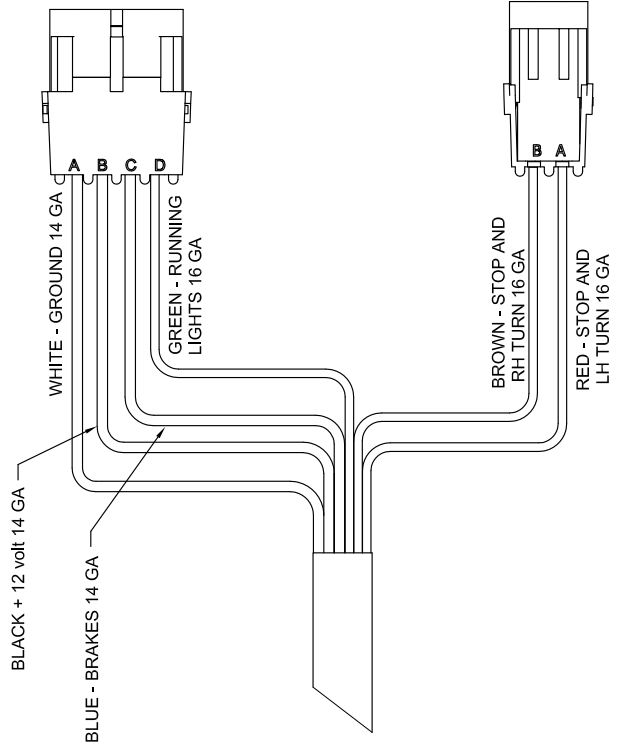 A B C D
B A
WHITE - GROUND 14 GA
GREEN - RUNNING
LIGHTS 16 GA
BROWN - STOP AND
RH TURN 16 GA
RED - STOP AND
LH TURN 16 GA
BLACK + 12 volt 14 GA
BLUE - BRAKES 14 GA